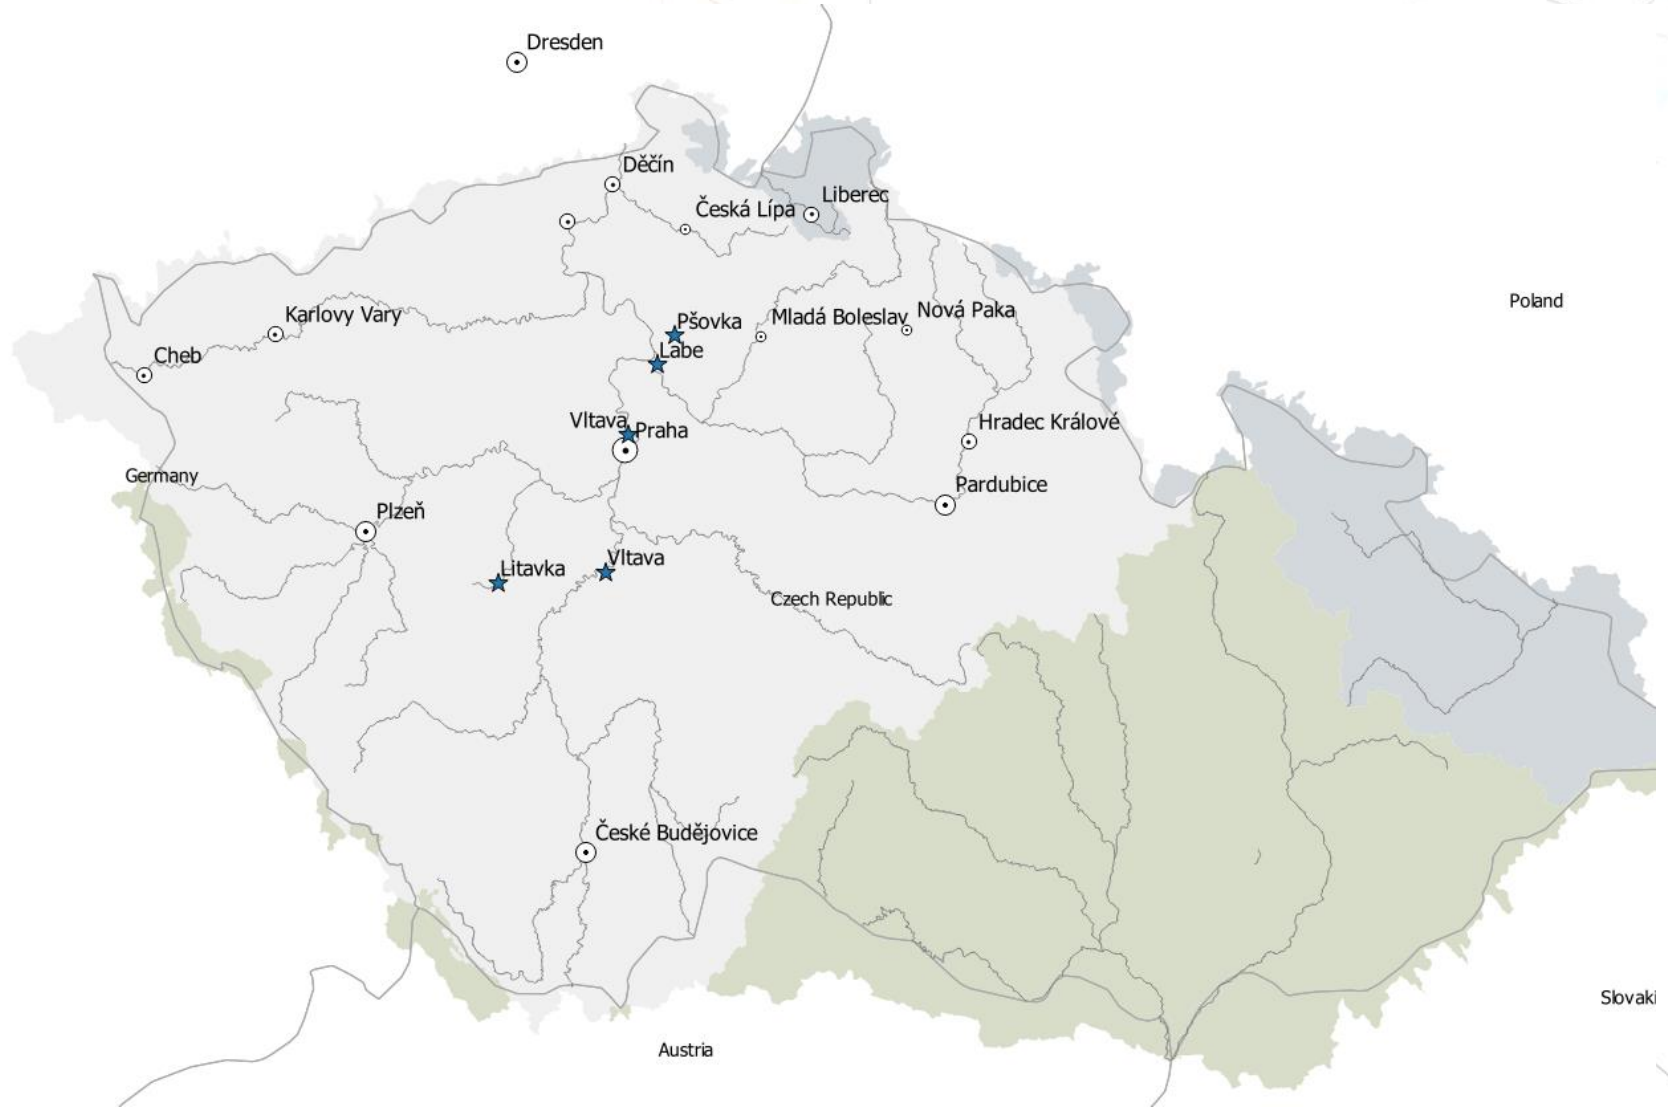 Dresden
Děčín
Česká Lípa
Liberec
Poland
Karlovy Vary
Pšovka
Mladá Boleslav
Nová Paka
Cheb
Labe
Vltava
Praha
Hradec Králové
Germany
Pardubice
Plzeň
Litavka
Vltava
Czech Republic
České Budějovice
Slovaki
Austria